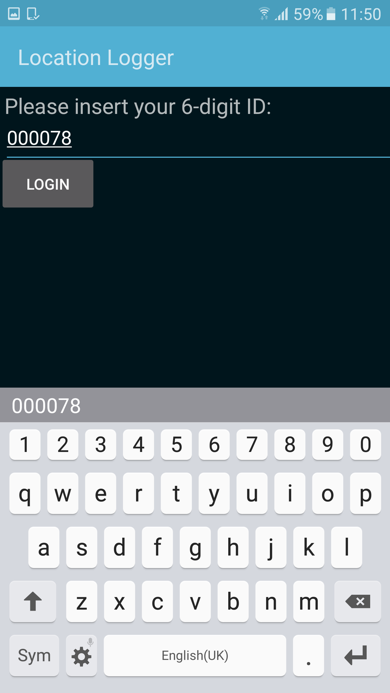 59% 11:50
Location Logger
Please insert your 6-digit ID:
000078
LOGIN
000078
1 2 3 4 5 6 7 8 9 0
q w e r t y u i o p
a s d f g h j k l
z x c v b n m
Sym English(UK) .